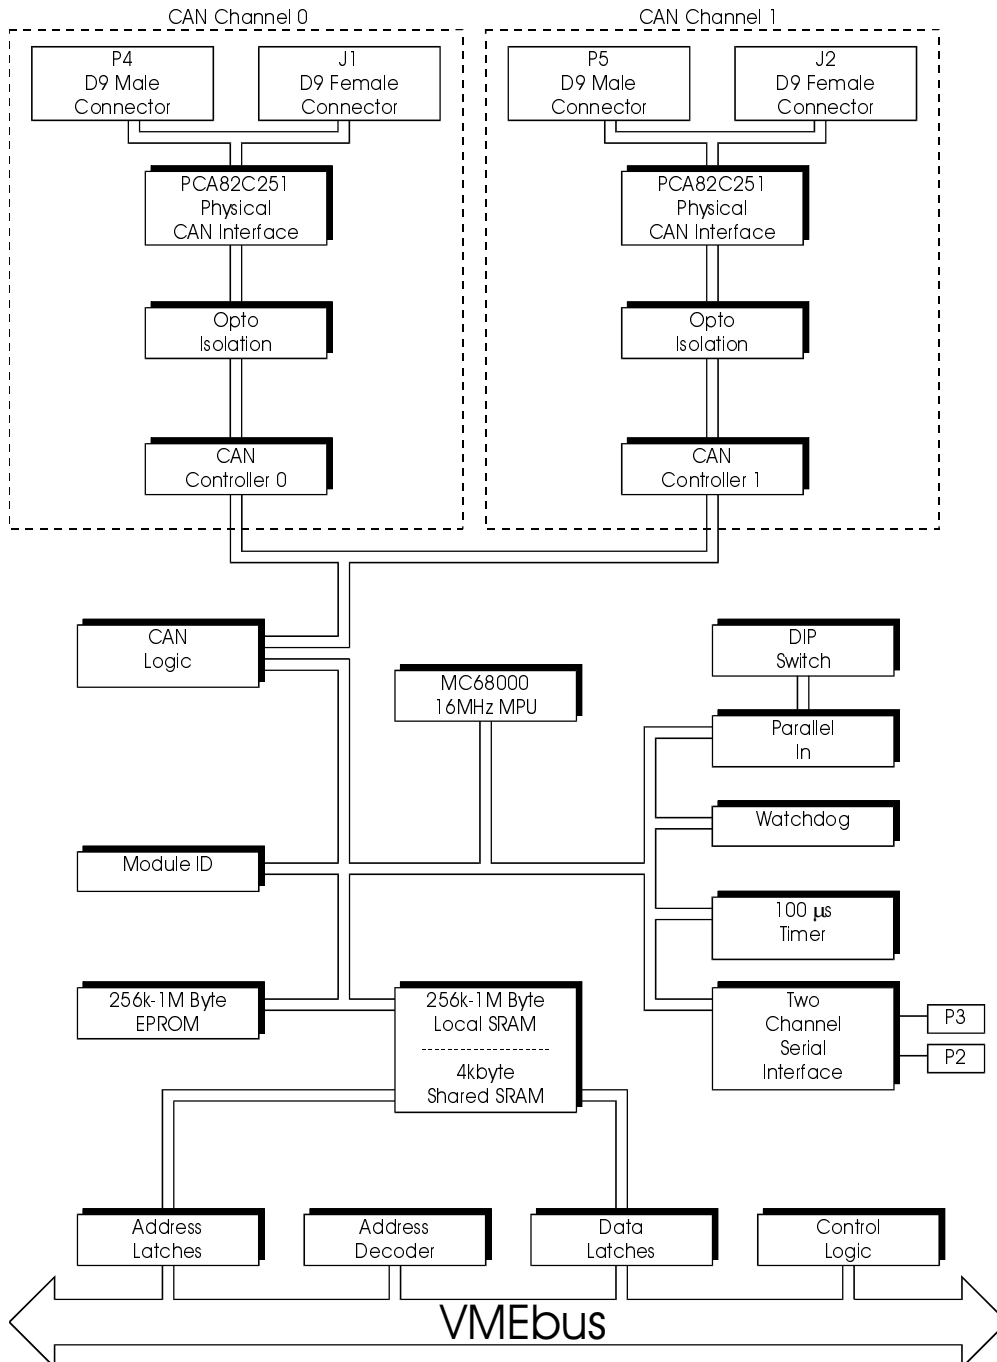 CAN Channel 0
CAN Channel 1
P4
D9 Male
Connector
J1
D9 Female
Connector
P5
D9 Male
Connector
J2
D9 Female
Connector
PCA82C251
Physical
CAN Interface
PCA82C251
Physical
CAN Interface
Opto
Isolation
Opto
Isolation
CAN
Controller 0
CAN
Controller 1
CAN
Logic
MC68000
16MHz MPU
DIP
Switch
Parallel
In
Watchdog
Module ID
100 µs
Timer
256k-1M Byte
EPROM
256k-1M Byte
Local SRAM
4kbyte
Shared SRAM
Two
Channel
Serial
Interface
P3
P2
Address
Latches
Address
Decoder
Data
Latches
Control
Logic
VMEbus